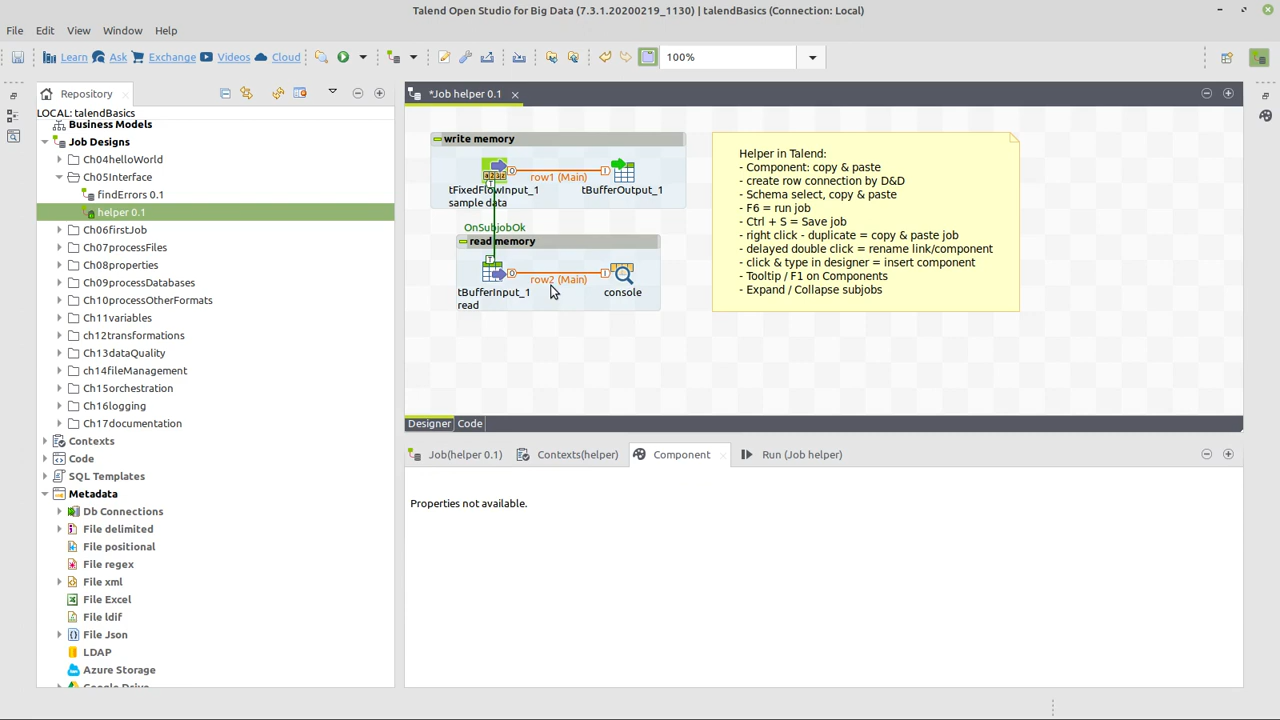 Talend Open Studio for Big Data (7.3.1.20200219_1130) | talendBasics (Connection: Local)
File Edit View Window Help
Learn Ask Exchange Videos Cloud 100%
Repository
LOCAL: talendBasics
Business Models
Job Designs
Ch04helloWorld
Ch05Interface
findErrors 0.1
helper 0.1
Ch06firstJob
Ch07processFiles
Ch08properties
Ch09processDatabases
Ch10processOtherFormats
Ch11variables
ch12transformations
Ch13dataQuality
ch14fileManagement
Ch15orchestration
Ch16logging
Ch17documentation
Contexts
Code
SQL Templates
Metadata
Db Connections
File delimited
File positional
File regex
File xml
File Excel
File ldif
File Json
LDAP
Azure Storage
Google Drive
*Job helper 0.1
write memory
row1 (Main)
tFixedFlowInput_1 tBufferOutput_1
sample data
OnSubjobOk
read memory
row2 (Main)
tBufferInput_1 console
read
Helper in Talend:
- Component: copy & paste
- create row connection by D&D
- Schema select, copy & paste
- F6 = run job
- Ctrl + S = Save job
- right click - duplicate = copy & paste job
- delayed double click = rename link/component
- click & type in designer = insert component
- Tooltip / F1 on Components
- Expand / Collapse subjobs
Designer Code
Job(helper 0.1) Contexts(helper) Component Run (Job helper)
Properties not available.